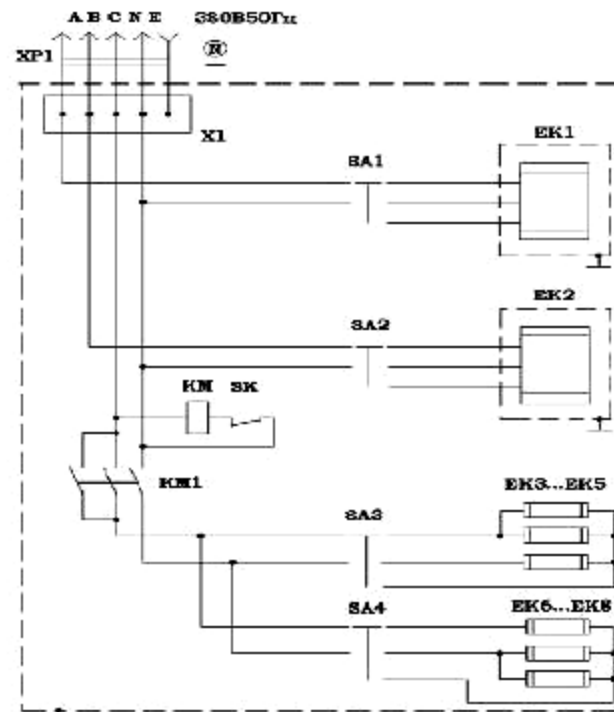 A B C N E 380В50Гц
XP1
X1
EK1
SA1
EK2
SA2
KM SK
KM1
EK3...EK5
SA3
SA4 EK6...EK8